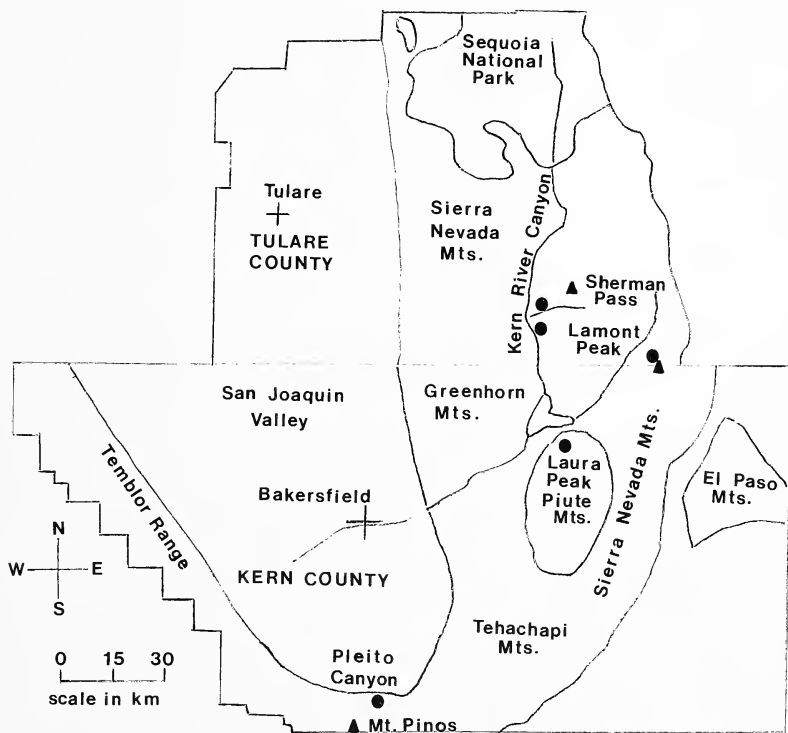 Sequoia
National
Park
Tulare
TULARE
COUNTY
Sierra
Nevada
Mts.
Kern River Canyon
Sherman
Pass
Lamont
Peak
San Joaquin
Valley
Greenhorn
Mts.
Temblor Range
Bakersfield
Laura
Peak
Piute
Mts.
Sierra Nevada Mts.
El Paso
Mts.
N
W E
S
KERN COUNTY
Tehachapi
Mts.
Pleito
Canyon
0 15 30
scale in km
Mt. Pinos